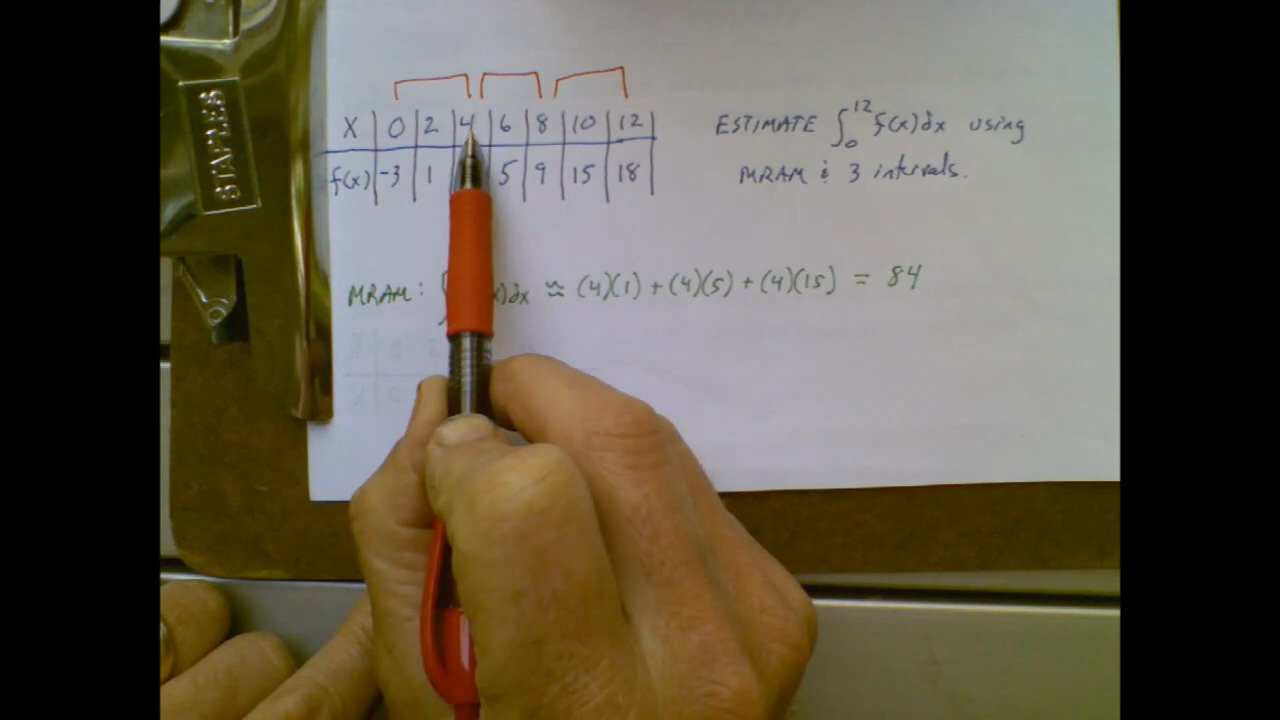 STAPLES
X 0 2 4 6 8 10 12
f(x) -3 1 5 9 15 18
ESTIMATE ∫₀¹² f(x)dx using
MRAM & 3 intervals.
MRAM: ∫ x)dx ≈ (4)(1) + (4)(5) + (4)(15) = 84